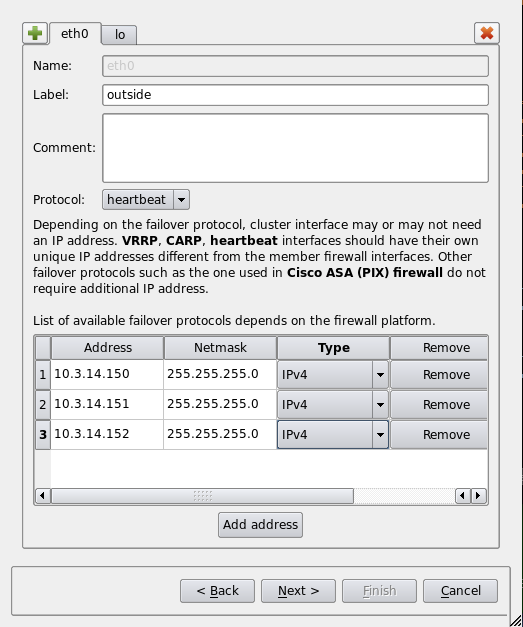 eth0 lo
Name: eth0
Label: outside
Comment:
Protocol: heartbeat
Depending on the failover protocol, cluster interface may or may not need
an IP address. VRRP, CARP, heartbeat interfaces should have their own
unique IP addresses different from the member firewall interfaces. Other
failover protocols such as the one used in Cisco ASA (PIX) firewall do not
require additional IP address.
List of available failover protocols depends on the firewall platform.
Address Netmask Type Remove
1 10.3.14.150 255.255.255.0 IPv4 Remove
2 10.3.14.151 255.255.255.0 IPv4 Remove
3 10.3.14.152 255.255.255.0 IPv4 Remove
Add address
< Back Next > Finish Cancel